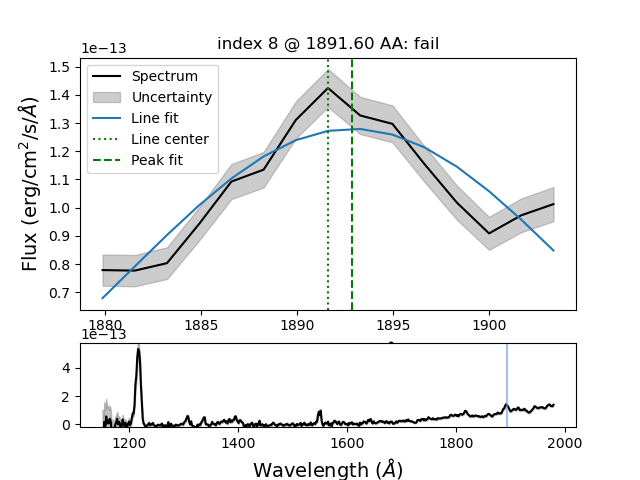 index 8 @ 1891.60 AA: fail
1e−13
Flux (erg/cm²/s/Å)
1.5
1.4
1.3
1.2
1.1
1.0
0.9
0.8
0.7
Spectrum
Uncertainty
Line fit
Line center
Peak fit
1880 1885 1890 1895 1900
1e−13
4
2
0
1200 1400 1600 1800 2000
Wavelength (Å)